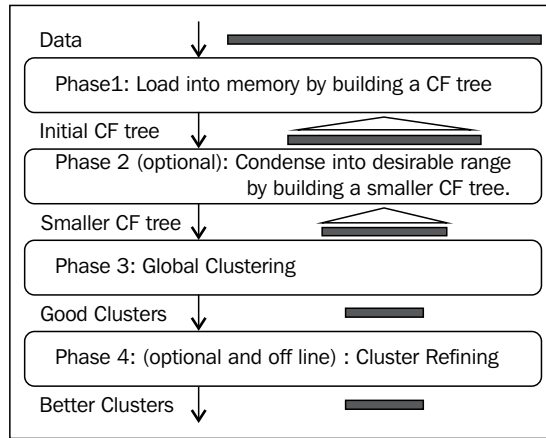 Data
Phase1: Load into memory by building a CF tree
Initial CF tree
Phase 2 (optional): Condense into desirable range
by building a smaller CF tree.
Smaller CF tree
Phase 3: Global Clustering
Good Clusters
Phase 4: (optional and off line) : Cluster Refining
Better Clusters